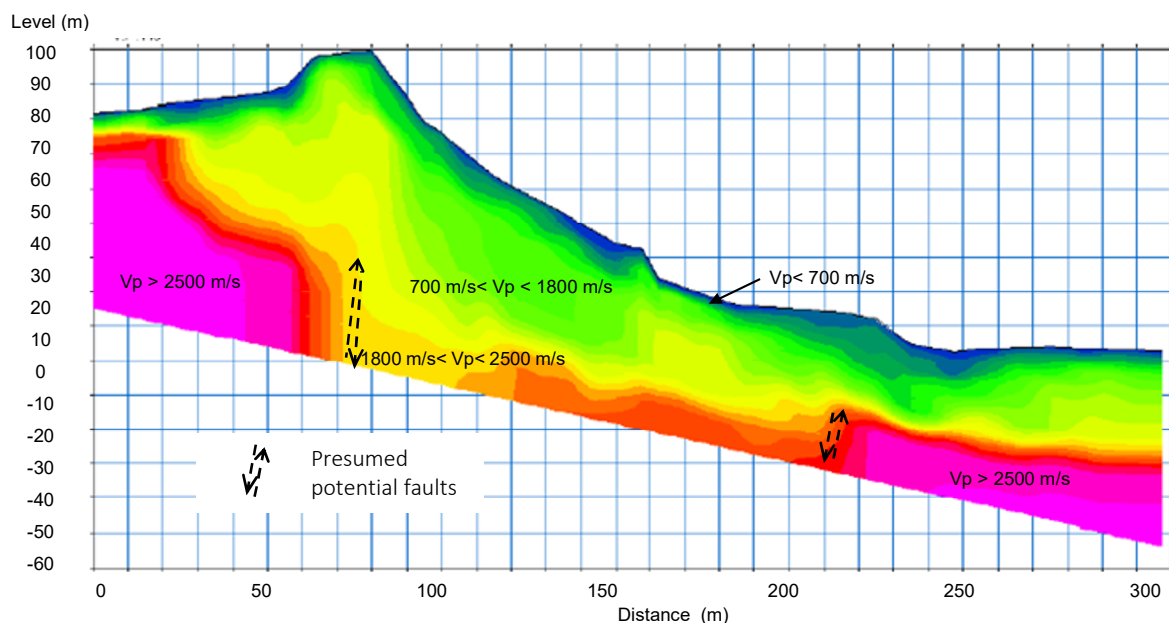 Level (m)
100
90
80
70
60
50
40
30
20
10
0
-10
-20
-30
-40
-50
-60
Vp > 2500 m/s
700 m/s< Vp < 1800 m/s
Vp< 700 m/s
1800 m/s< Vp< 2500 m/s
Presumed
potential faults
Vp > 2500 m/s
0 50 100 150 200 250 300
Distance (m)